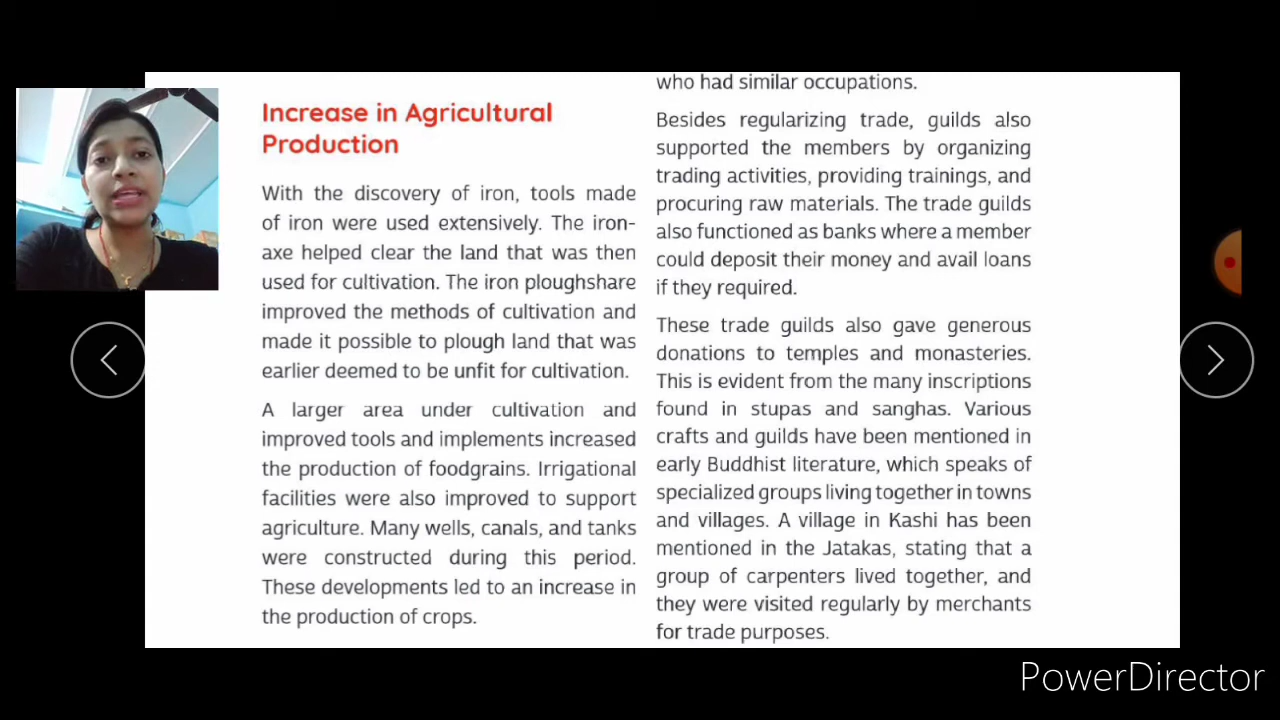 Increase in Agricultural
Production
With the discovery of iron, tools made
of iron were used extensively. The iron-
axe helped clear the land that was then
used for cultivation. The iron ploughshare
improved the methods of cultivation and
made it possible to plough land that was
earlier deemed to be unfit for cultivation.
A larger area under cultivation and
improved tools and implements increased
the production of foodgrains. Irrigational
facilities were also improved to support
agriculture. Many wells, canals, and tanks
were constructed during this period.
These developments led to an increase in
the production of crops.
who had similar occupations.
Besides regularizing trade, guilds also
supported the members by organizing
trading activities, providing trainings, and
procuring raw materials. The trade guilds
also functioned as banks where a member
could deposit their money and avail loans
if they required.
These trade guilds also gave generous
donations to temples and monasteries.
This is evident from the many inscriptions
found in stupas and sanghas. Various
crafts and guilds have been mentioned in
early Buddhist literature, which speaks of
specialized groups living together in towns
and villages. A village in Kashi has been
mentioned in the Jatakas, stating that a
group of carpenters lived together, and
they were visited regularly by merchants
for trade purposes.
PowerDirector